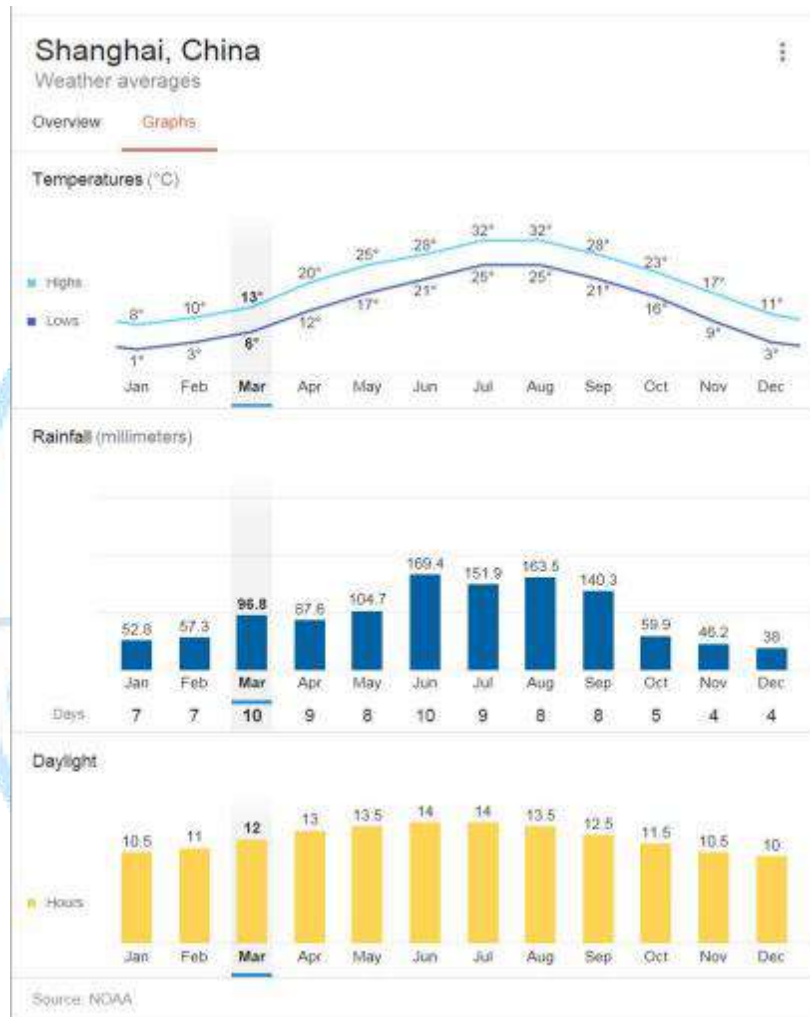 Shanghai, China
Weather averages
Overview Graphs
Temperatures (°C)
Highs
Lows
8° 10° 13° 20° 25° 28° 32° 32° 28° 23° 17° 11°
1° 3° 6° 12° 17° 21° 25° 25° 21° 16° 9° 3°
Jan Feb Mar Apr May Jun Jul Aug Sep Oct Nov Dec
Rainfall (millimeters)
52.8 57.3 96.8 87.6 104.7 169.4 151.9 163.5 140.3 59.9 46.2 38
Jan Feb Mar Apr May Jun Jul Aug Sep Oct Nov Dec
Days 7 7 10 9 8 10 9 8 8 5 4 4
Daylight
10.5 11 12 13 13.5 14 14 13.5 12.5 11.5 10.5 10
Hours
Jan Feb Mar Apr May Jun Jul Aug Sep Oct Nov Dec
Source: NOAA